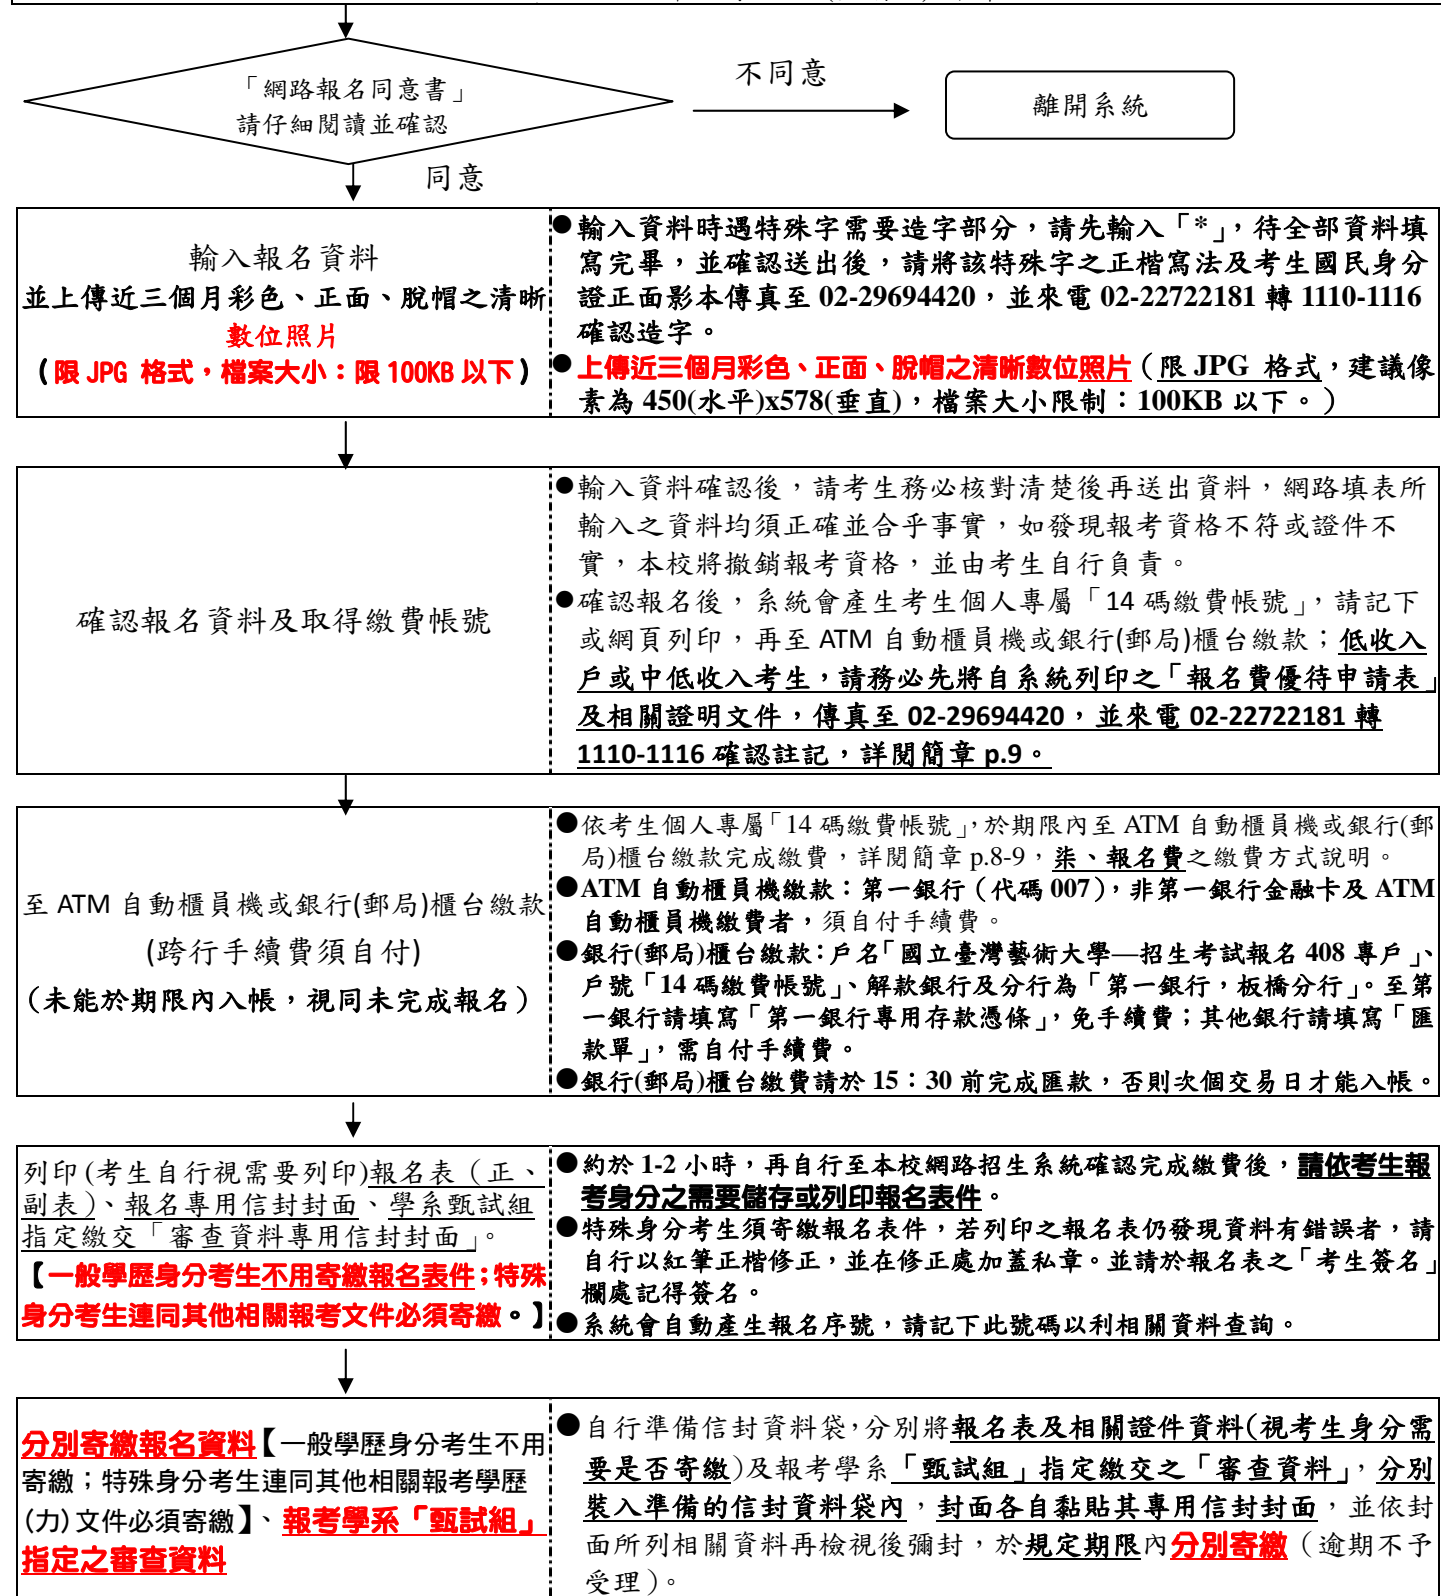 「網路報名同意書」
請仔細閱讀並確認
不同意
離開系統
同意
輸入報名資料
並上傳近三個月彩色、正面、脫帽之清晰
數位照片
(限 JPG 格式，檔案大小：限 100KB 以下)
●輸入資料時遇特殊字需要造字部分，請先輸入「*」，待全部資料填
寫完畢，並確認送出後，請將該特殊字之正楷寫法及考生國民身分
證正面影本傳真至 02-29694420，並來電 02-22722181 轉 1110-1116
確認造字。
●上傳近三個月彩色、正面、脫帽之清晰數位照片（限 JPG 格式，建議像
素為 450(水平)x578(垂直)，檔案大小限制：100KB 以下。）
確認報名資料及取得繳費帳號
●輸入資料確認後，請考生務必核對清楚後再送出資料，網路填表所
輸入之資料均須正確並合乎事實，如發現報考資格不符或證件不
實，本校將撤銷報考資格，並由考生自行負責。
●確認報名後，系統會產生考生個人專屬「14 碼繳費帳號」，請記下
或網頁列印，再至 ATM 自動櫃員機或銀行(郵局)櫃台繳款；低收入
戶或中低收入考生，請務必先將自系統列印之「報名費優待申請表」
及相關證明文件，傳真至 02-29694420，並來電 02-22722181 轉
1110-1116 確認註記，詳閱簡章 p.9。
至 ATM 自動櫃員機或銀行(郵局)櫃台繳款
(跨行手續費須自付)
（未能於期限內入帳，視同未完成報名）
●依考生個人專屬「14 碼繳費帳號」，於期限內至 ATM 自動櫃員機或銀行(郵
局)櫃台繳款完成繳費，詳閱簡章 p.8-9，柒、報名費之繳費方式說明。
●ATM 自動櫃員機繳款：第一銀行（代碼 007），非第一銀行金融卡及 ATM
自動櫃員機繳費者，須自付手續費。
●銀行(郵局)櫃台繳款：戶名「國立臺灣藝術大學—招生考試報名 408 專戶」、
戶號「14 碼繳費帳號」、解款銀行及分行為「第一銀行，板橋分行」。至第
一銀行請填寫「第一銀行專用存款憑條」，免手續費；其他銀行請填寫「匯
款單」，需自付手續費。
●銀行(郵局)櫃台繳費請於 15：30 前完成匯款，否則次個交易日才能入帳。
列印(考生自行視需要列印)報名表（正、
副表）、報名專用信封封面、學系甄試組
指定繳交「審查資料專用信封封面」。
【一般學歷身分考生不用寄繳報名表件；特殊
身分考生連同其他相關報考文件必須寄繳。】
●約於 1-2 小時，再自行至本校網路招生系統確認完成繳費後，請依考生報
考身分之需要儲存或列印報名表件。
●特殊身分考生須寄繳報名表件，若列印之報名表仍發現資料有錯誤者，請
自行以紅筆正楷修正，並在修正處加蓋私章。並請於報名表之「考生簽名」
欄處記得簽名。
●系統會自動產生報名序號，請記下此號碼以利相關資料查詢。
分別寄繳報名資料【一般學歷身分考生不用
寄繳；特殊身分考生連同其他相關報考學歷
(力)文件必須寄繳】、報考學系「甄試組」
指定之審查資料
●自行準備信封資料袋，分別將報名表及相關證件資料(視考生身分需
要是否寄繳)及報考學系「甄試組」指定繳交之「審查資料」，分別
裝入準備的信封資料袋內，封面各自黏貼其專用信封封面，並依封
面所列相關資料再檢視後彌封，於規定期限內分別寄繳（逾期不予
受理）。